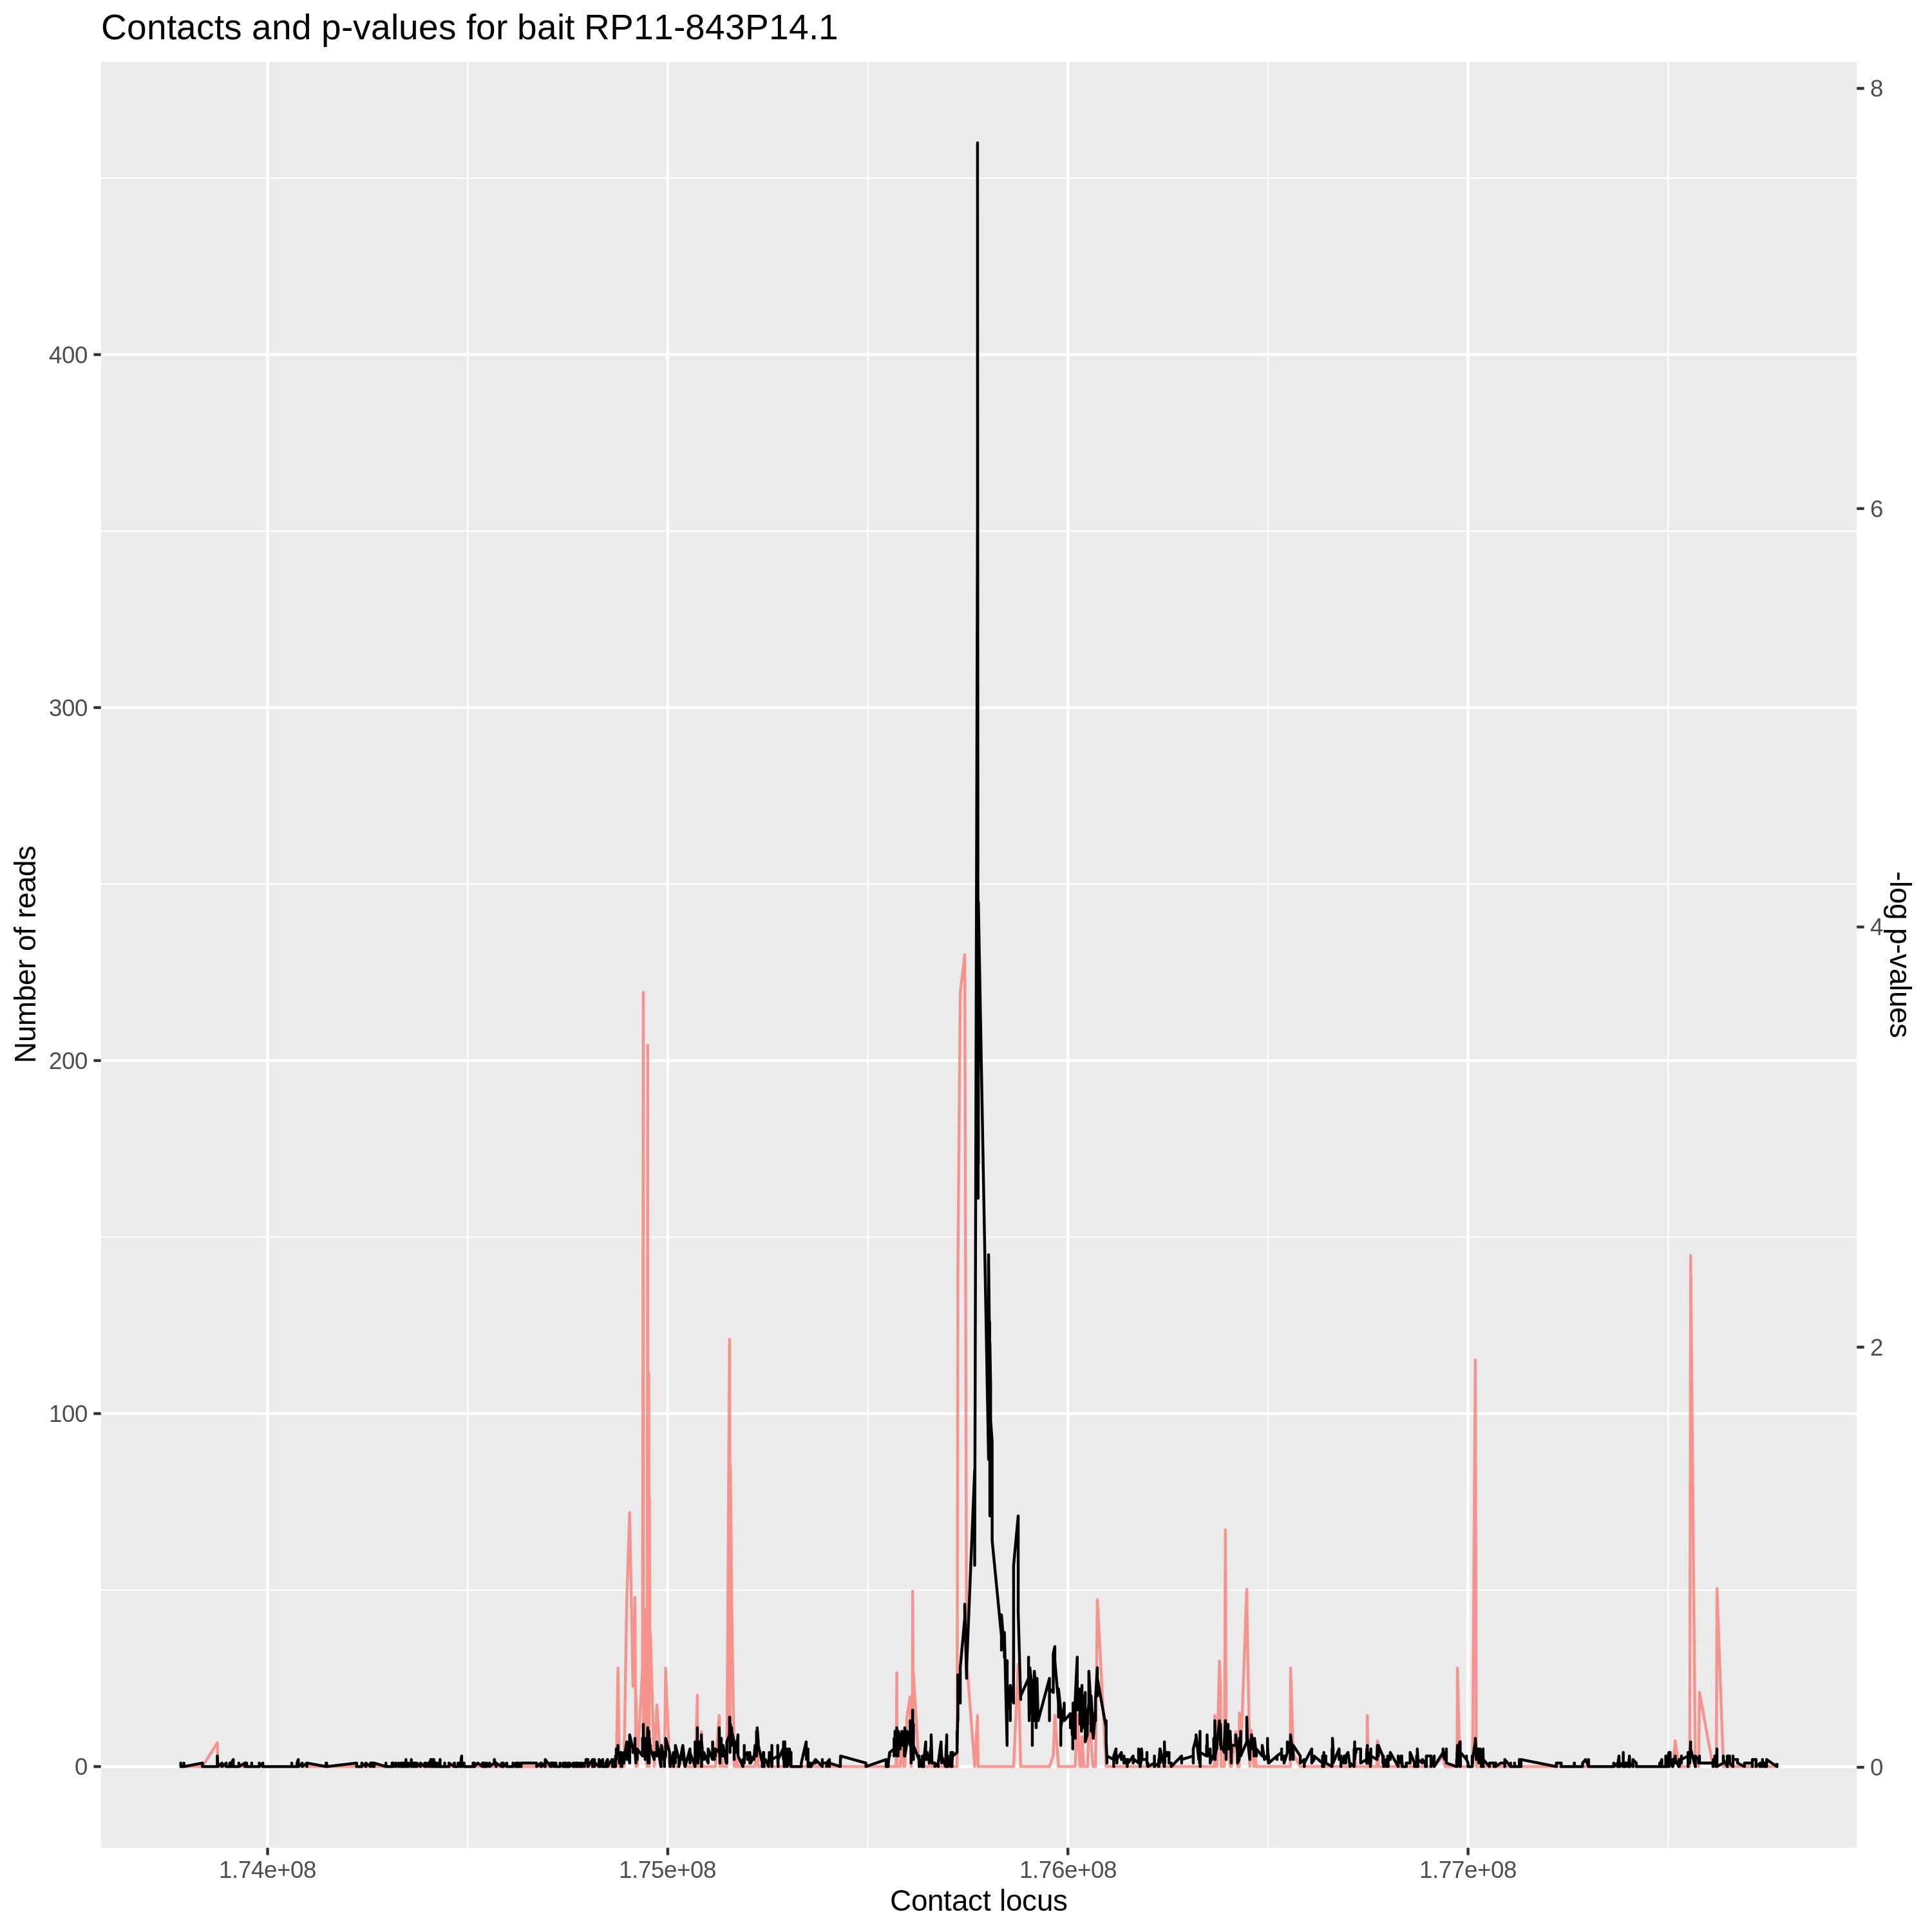 Contacts and p-values for bait RP11-843P14.1
Number of reads
400
300
200
100
0
8
6
4
2
0
-log p-values
1.74e+08
1.75e+08
1.76e+08
1.77e+08
Contact locus